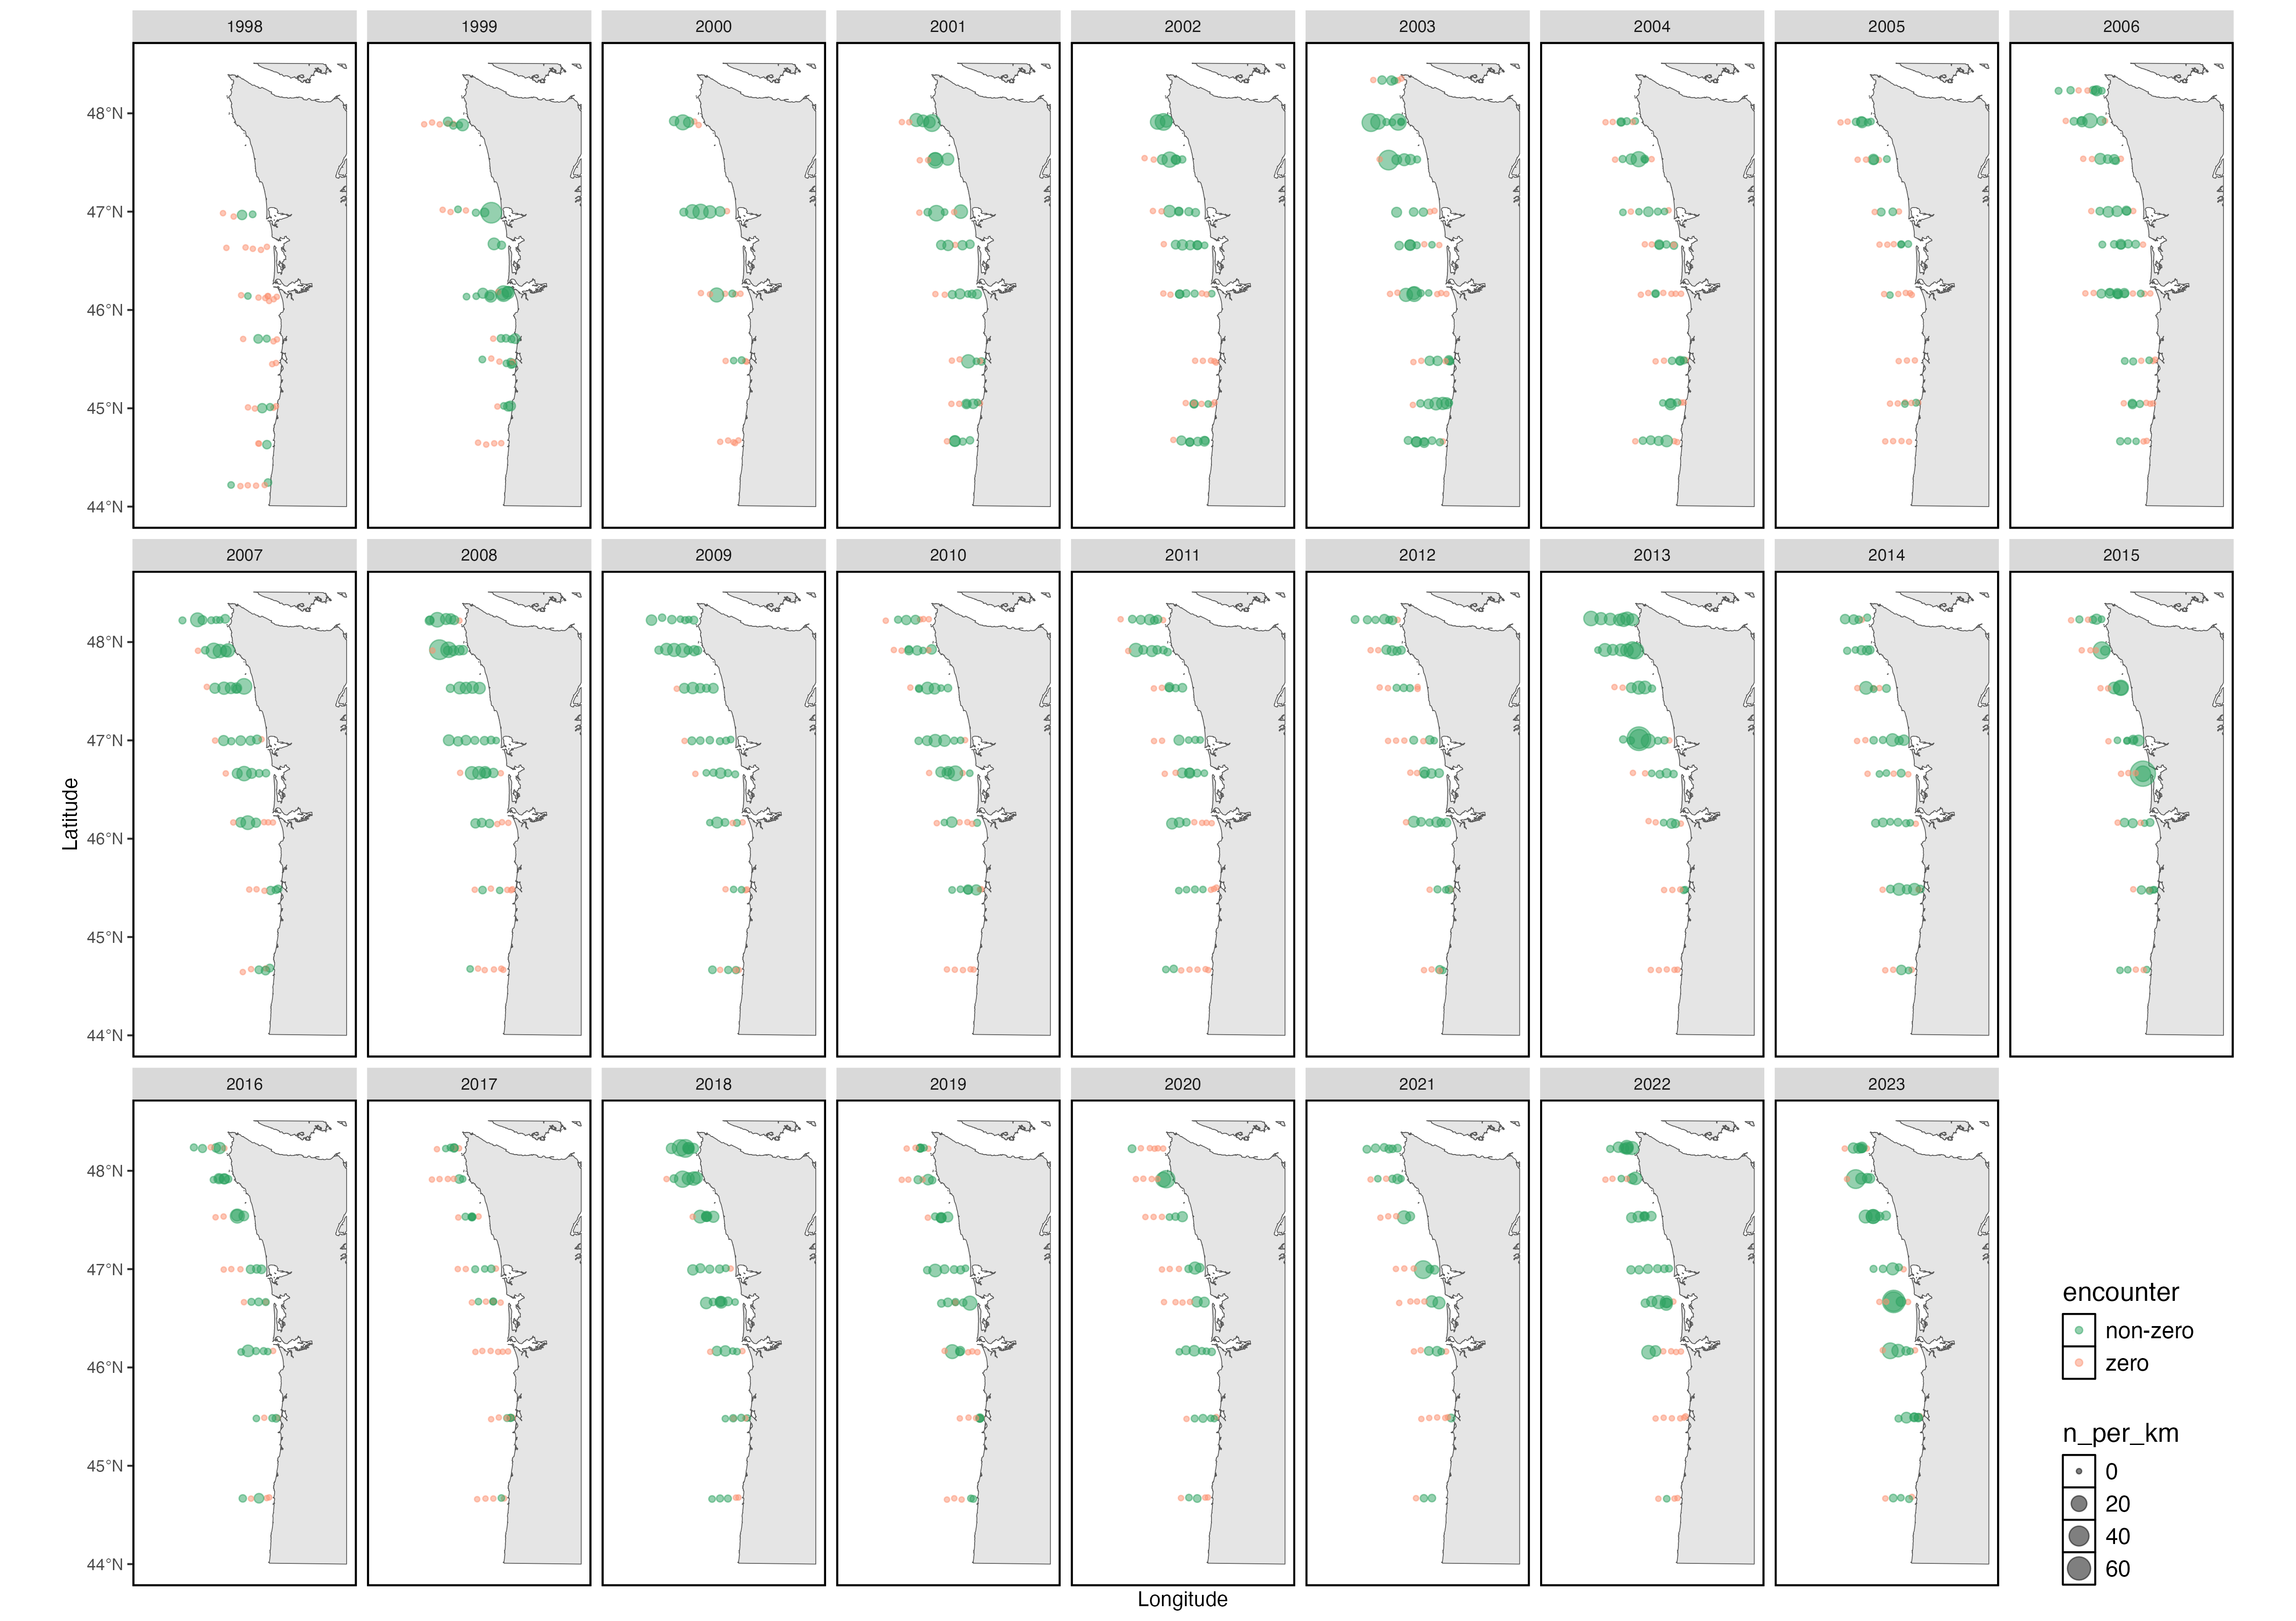 1998 1999 2000 2001 2002 2003 2004 2005 2006
48°N
47°N
46°N
45°N
44°N
2007 2008 2009 2010 2011 2012 2013 2014 2015
48°N
47°N
Latitude
46°N
45°N
44°N
2016 2017 2018 2019 2020 2021 2022 2023
48°N
47°N
46°N
45°N
44°N
encounter
non-zero
zero
n_per_km
0
20
40
60
Longitude